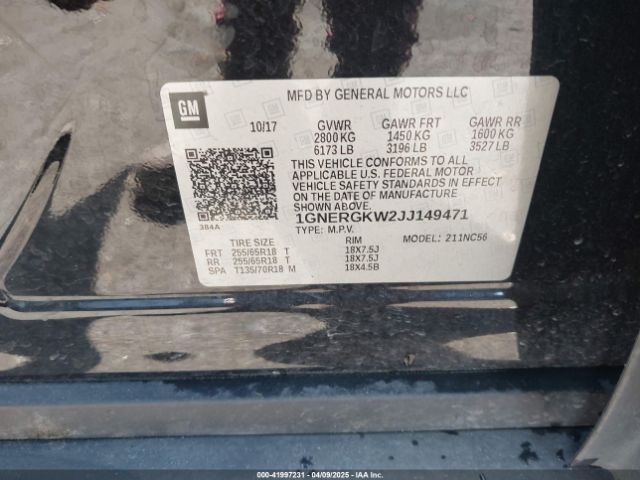 GM
MFD BY GENERAL MOTORS LLC
10/17 GVWR GAWR FRT GAWR RR
2800 KG 1450 KG 1600 KG
6173 LB 3196 LB 3527 LB
THIS VEHICLE CONFORMS TO ALL
APPLICABLE U.S. FEDERAL MOTOR
VEHICLE SAFETY STANDARDS IN EFFECT
ON THE DATE OF MANUFACTURE
SHOWN ABOVE.
1GNERGKW2JJ149471
384A
TYPE: M.P.V. MODEL: 211NC56
TIRE SIZE RIM
FRT 255/65R18 T 18X7.5J
RR 255/65R18 T 18X7.5J
SPA T135/70R18 M 18X4.5B
000-41997231 - 04/09/2025 - IAAI.COM